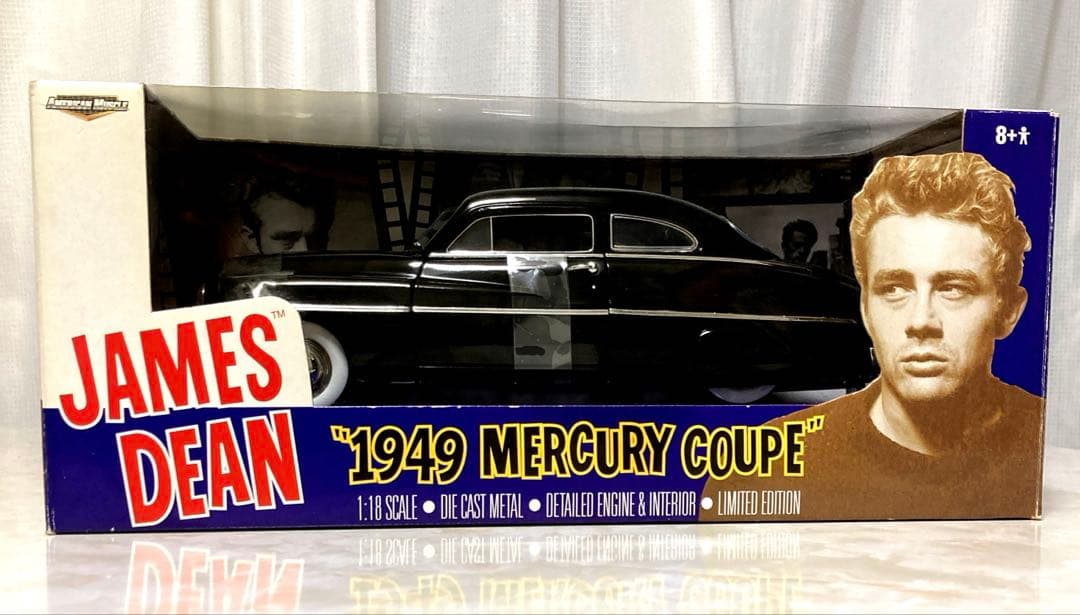 AMERICAN MUSCLE
8+
JAMES™
DEAN
"1949 MERCURY COUPE"
1:18 SCALE • DIE CAST METAL • DETAILED ENGINE & INTERIOR • LIMITED EDITION